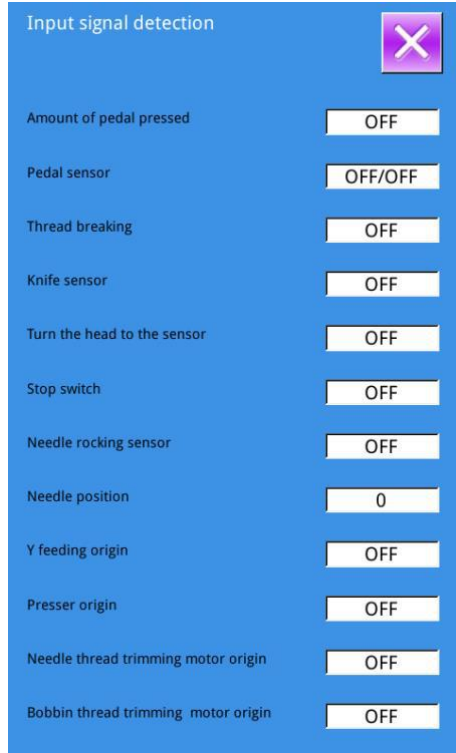 Input signal detection
Amount of pedal pressed OFF
Pedal sensor OFF/OFF
Thread breaking OFF
Knife sensor OFF
Turn the head to the sensor OFF
Stop switch OFF
Needle rocking sensor OFF
Needle position 0
Y feeding origin OFF
Presser origin OFF
Needle thread trimming motor origin OFF
Bobbin thread trimming motor origin OFF